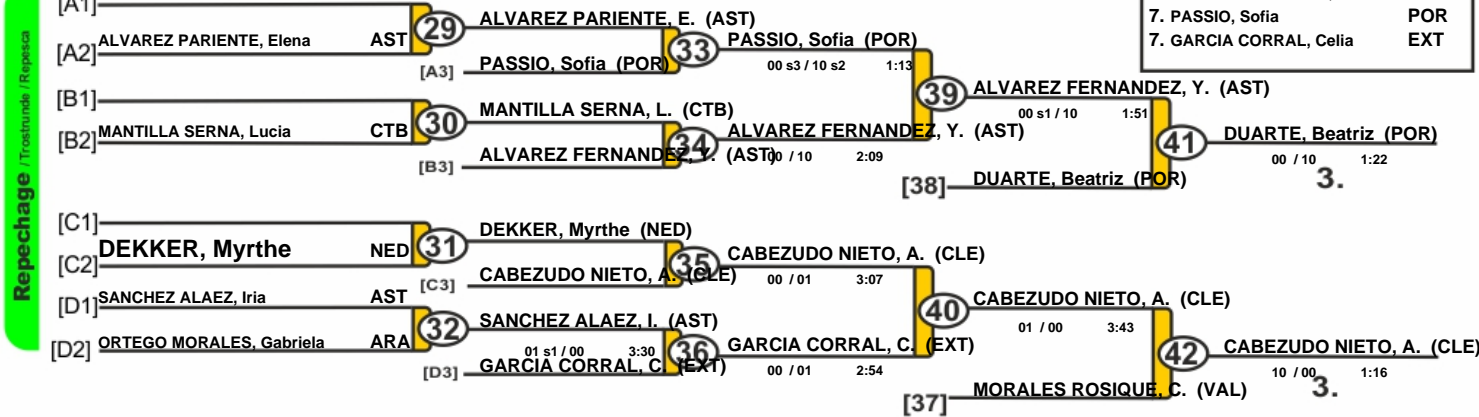 [A1]
[A2] ALVAREZ PARIENTE, Elena AST
29
ALVAREZ PARIENTE, E. (AST)
[A3] PASSIO, Sofia (POR)
33
PASSIO, Sofia (POR)
00 s3 / 10 s2 1:13
7. PASSIO, Sofia POR
7. GARCIA CORRAL, Celia EXT
[B1]
[B2] MANTILLA SERNA, Lucia CTB
30
MANTILLA SERNA, L. (CTB)
[B3] ALVAREZ FERNANDEZ, Y. (AST)
34
ALVAREZ FERNANDEZ, Y. (AST)
00 / 10 2:09
39
ALVAREZ FERNANDEZ, Y. (AST)
00 s1 / 10 1:51
[38] DUARTE, Beatriz (POR)
41
DUARTE, Beatriz (POR)
00 / 10 1:22
3.
Repechage / Trostrunde / Repesca
[C1]
[C2] DEKKER, Myrthe NED
31
DEKKER, Myrthe (NED)
[C3] CABEZUDO NIETO, A. (CLE)
35
CABEZUDO NIETO, A. (CLE)
00 / 01 3:07
[D1] SANCHEZ ALAEZ, Iria AST
[D2] ORTEGO MORALES, Gabriela ARA
32
SANCHEZ ALAEZ, I. (AST)
01 s1 / 00 3:30
[D3] GARCIA CORRAL, C. (EXT)
36
GARCIA CORRAL, C. (EXT)
00 / 01 2:54
40
CABEZUDO NIETO, A. (CLE)
01 / 00 3:43
[37] MORALES ROSIQUE, C. (VAL)
42
CABEZUDO NIETO, A. (CLE)
10 / 00 1:16
3.